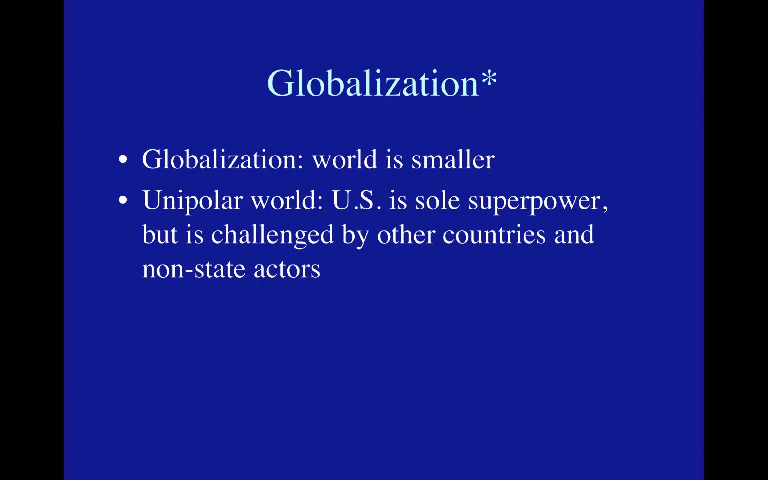 Globalization*
• Globalization: world is smaller
• Unipolar world: U.S. is sole superpower,
but is challenged by other countries and
non-state actors